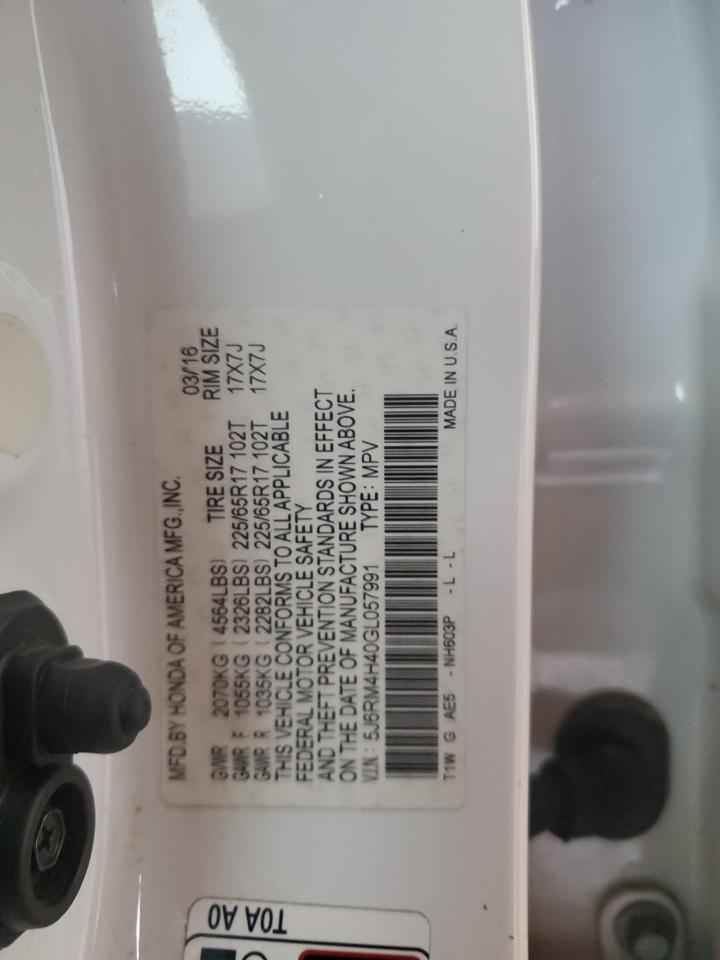 MFD.BY HONDA OF AMERICA MFG.,INC. 03/'16
GVWR 2070KG ( 4564LBS) TIRE SIZE RIM SIZE
GAWR F 1055KG ( 2326LBS) 225/65R17 102T 17X7J
GAWR R 1035KG ( 2282LBS) 225/65R17 102T 17X7J
THIS VEHICLE CONFORMS TO ALL APPLICABLE
FEDERAL MOTOR VEHICLE SAFETY
AND THEFT PREVENTION STANDARDS IN EFFECT
ON THE DATE OF MANUFACTURE SHOWN ABOVE.
V.I.N.: 5J6RM4H40GL057991 TYPE: MPV
T1W G AE5 - NH603P - L - L MADE IN U.S.A.
T0A A0